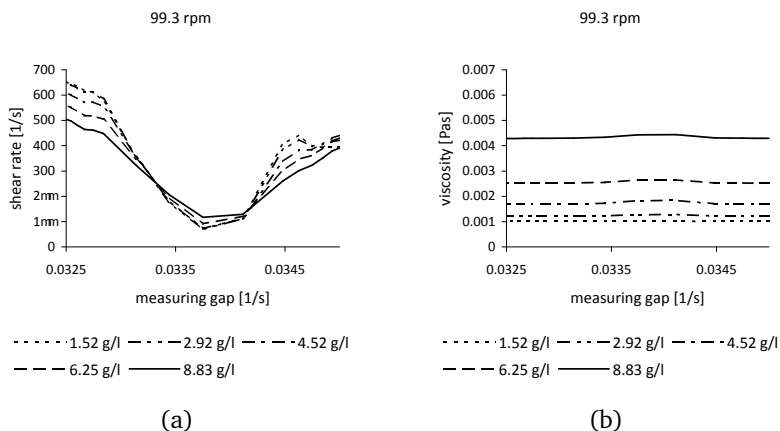 99.3 rpm
700
600
500
400
300
2mm
1mm
0
shear rate [1/s]
0.0325 0.0335 0.0345
measuring gap [1/s]
1.52 g/l 2.92 g/l 4.52 g/l
6.25 g/l 8.83 g/l
(a)
99.3 rpm
0.007
0.006
0.005
0.004
0.003
0.002
0.001
0
viscosity [Pas]
0.0325 0.0335 0.0345
measuring gap [1/s]
1.52 g/l 2.92 g/l 4.52 g/l
6.25 g/l 8.83 g/l
(b)